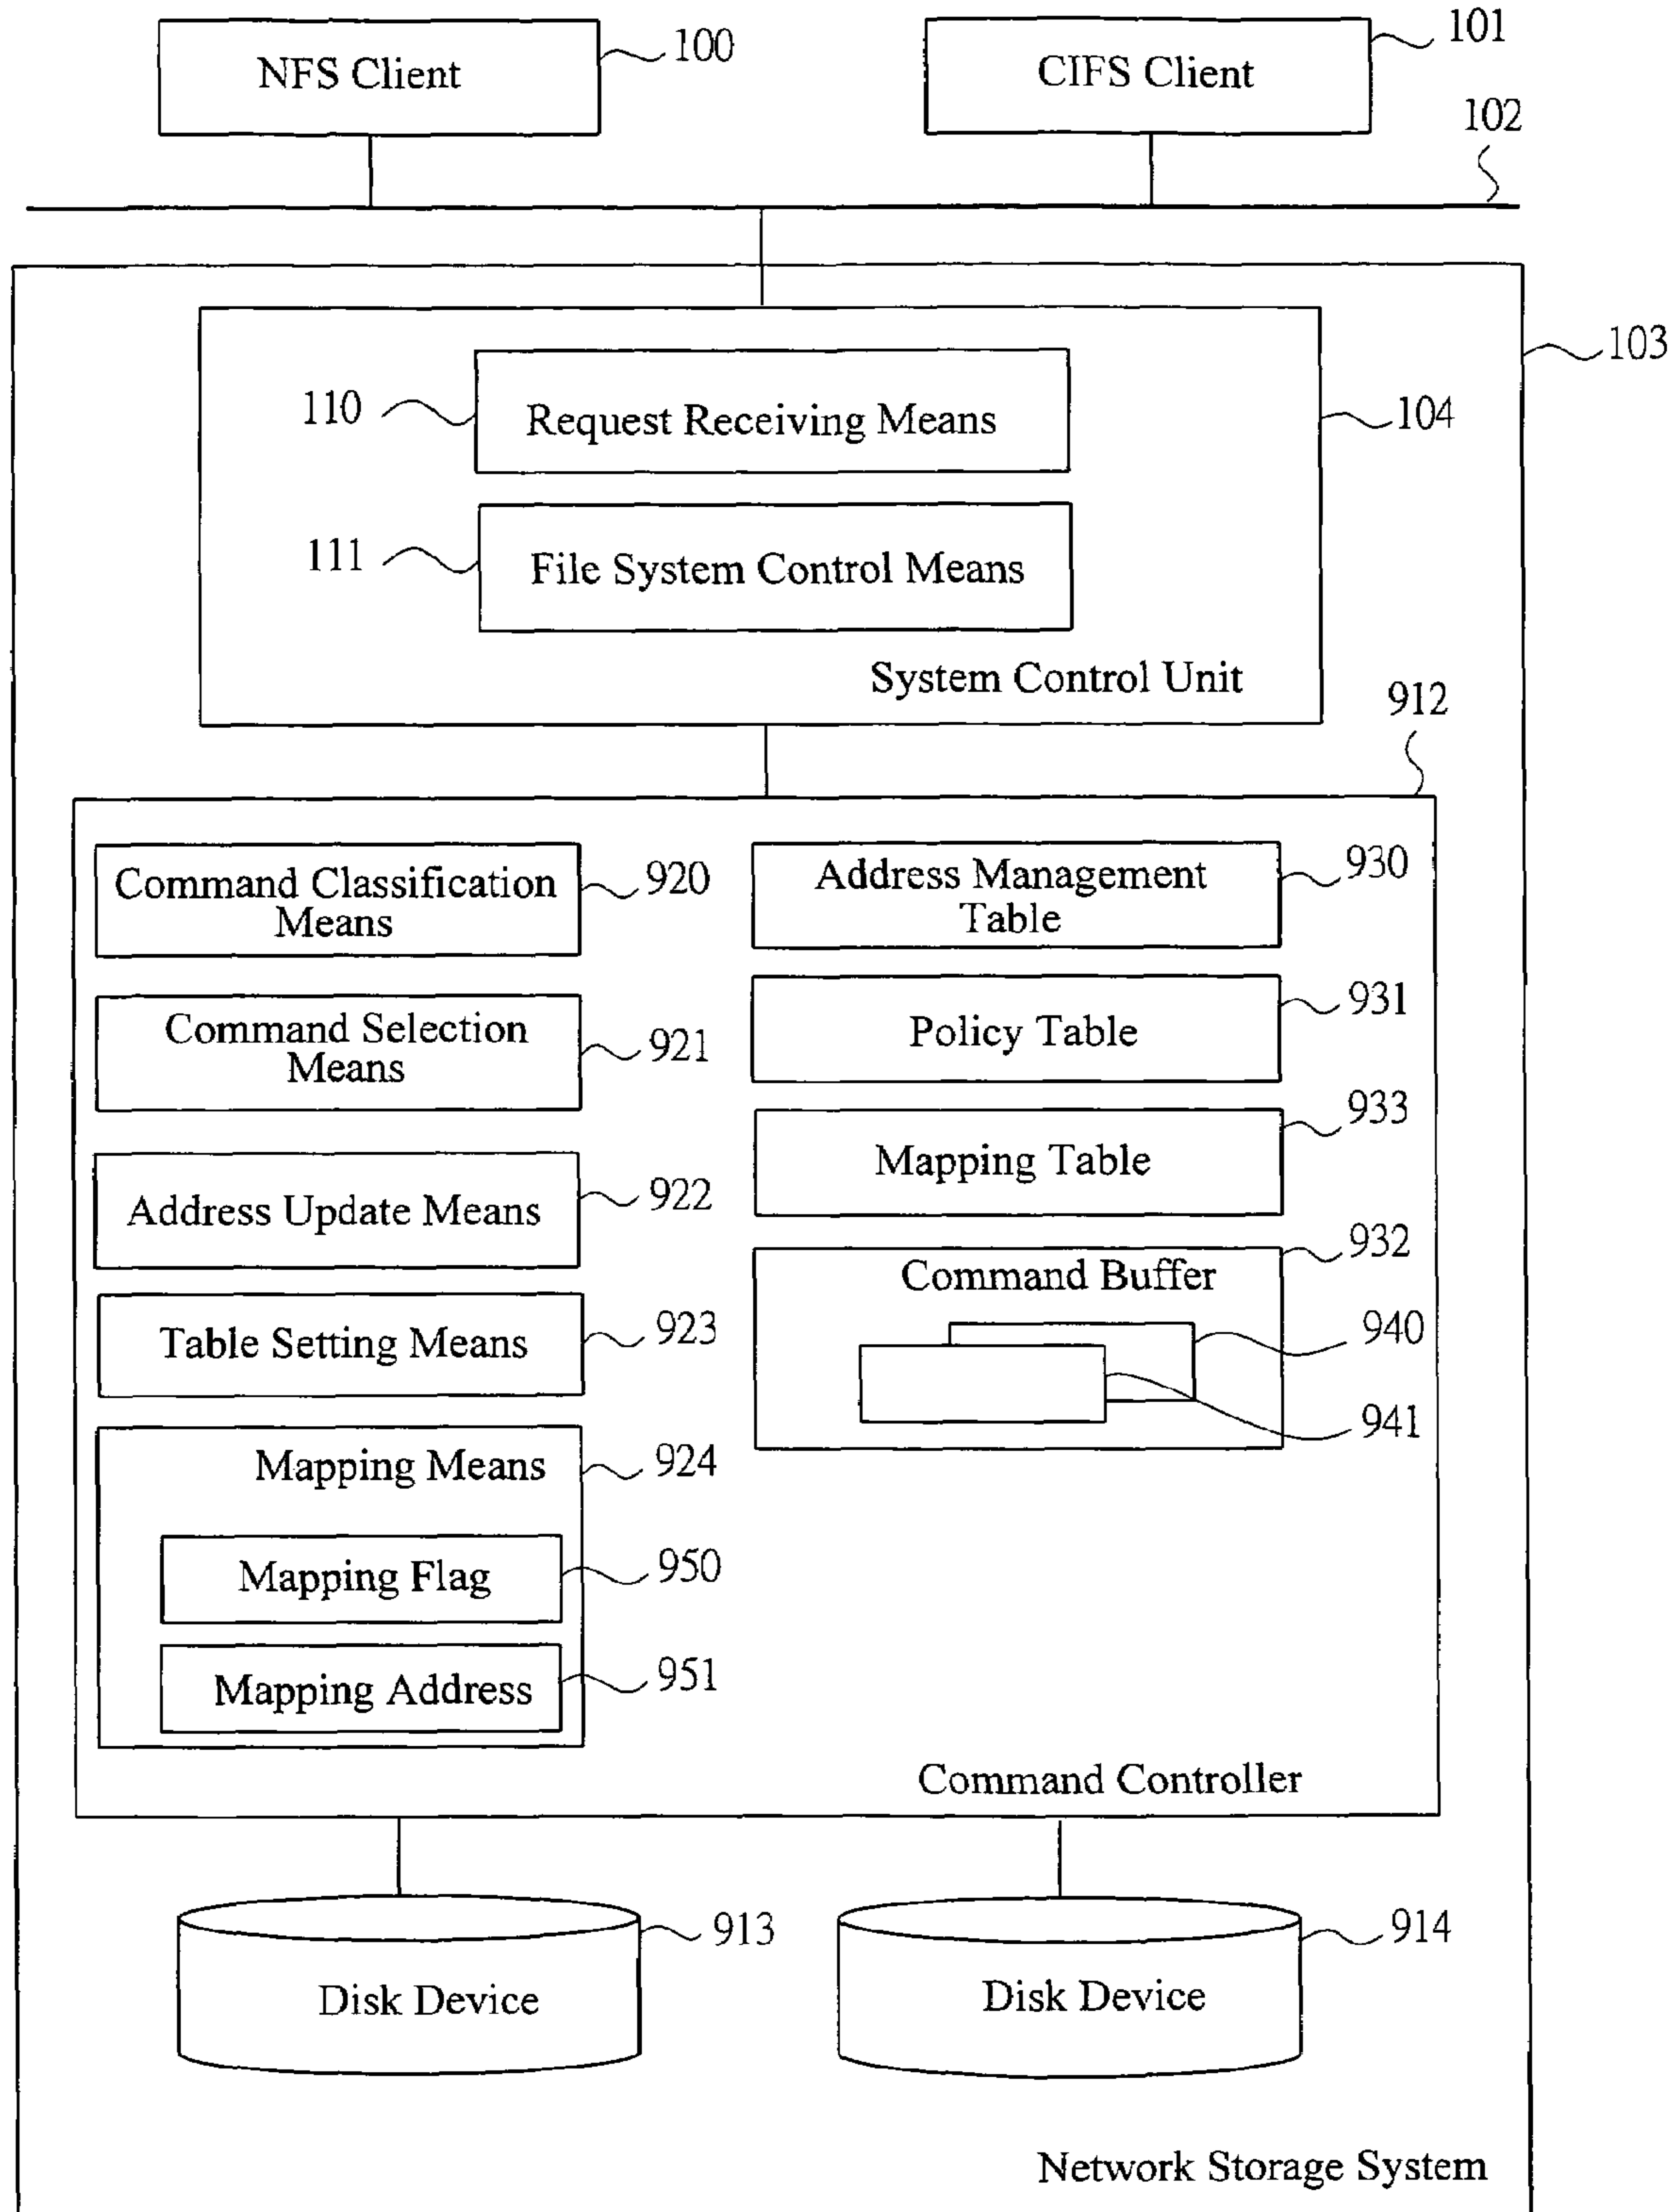 NFS Client
100
CIFS Client
101
102
103
110
Request Receiving Means
104
111
File System Control Means
System Control Unit
912
Command Classification
Means
920
Address Management
Table
930
Command Selection
Means
921
Policy Table
931
933
Address Update Means
922
Mapping Table
932
Command Buffer
Table Setting Means
923
940
941
Mapping Means
924
Mapping Flag
950
Mapping Address
951
Command Controller
Disk Device
913
Disk Device
914
Network Storage System